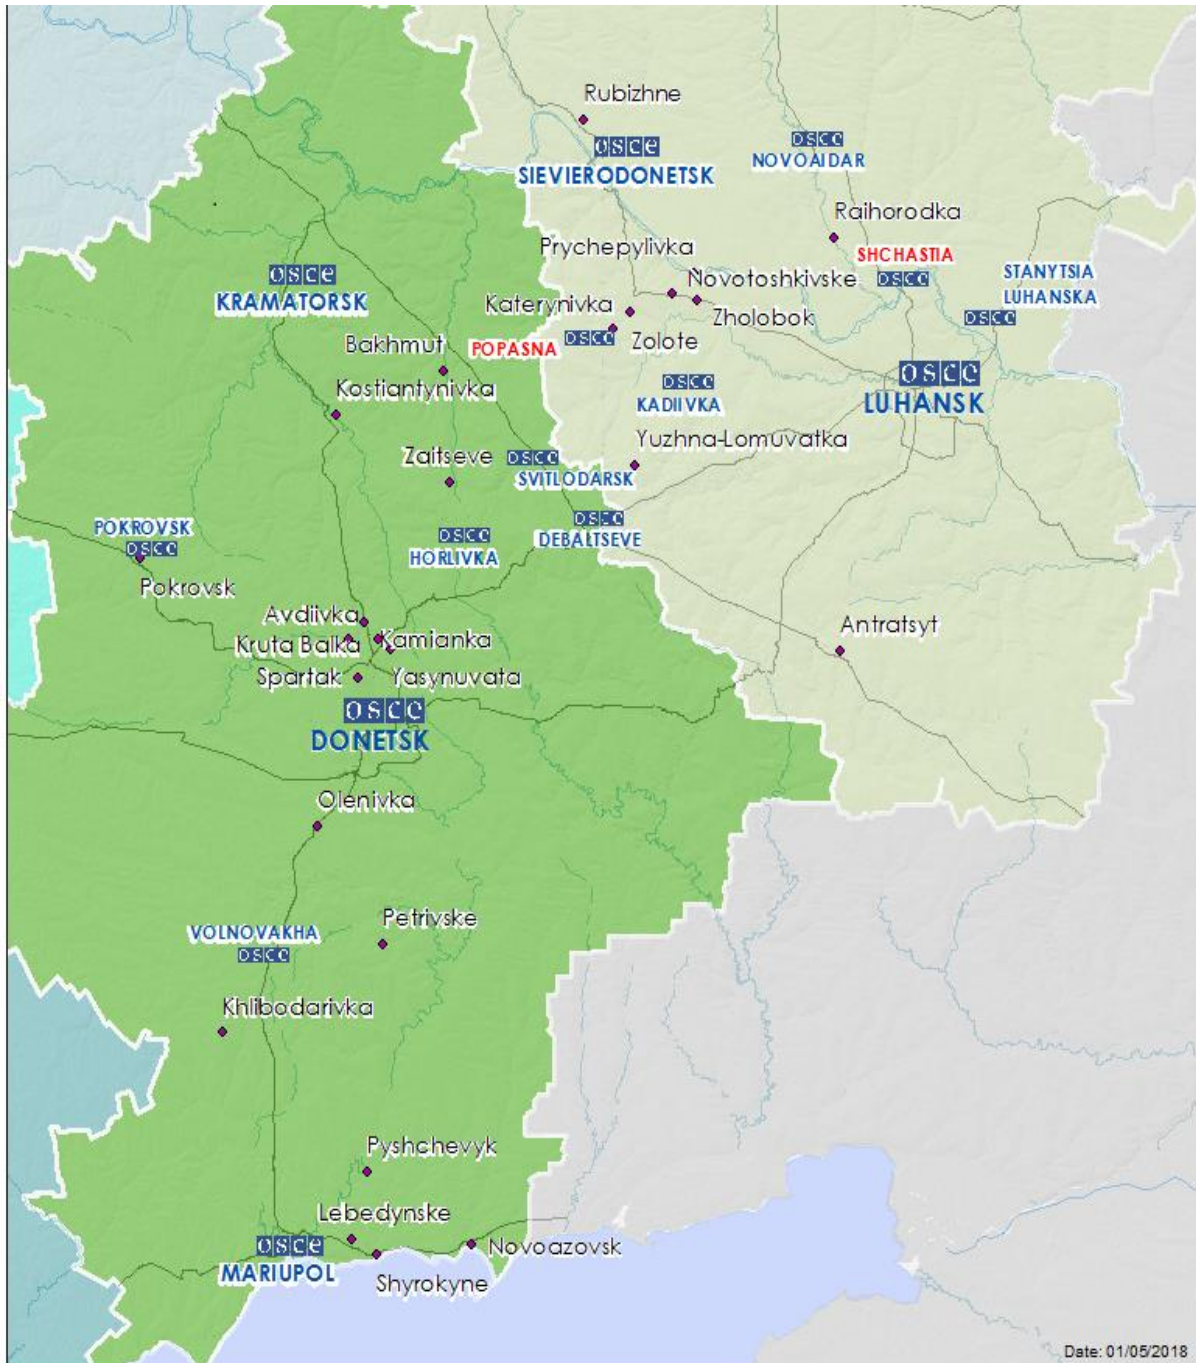 Rubizhne
osce
SIEVIERODONETSK
osce
NOVOAIDAR
Raihorodka
SHCHASTIA
osce
STANYTSIA
LUHANSKA
osce
Prychepylivka
Novotoshkivske
Zholobok
Katerynivka
Zolote
osce
POPASNA
osce
KRAMATORSK
Bakhmut
Kostiantynivka
osce
KADIIVKA
osce
LUHANSK
Yuzhna-Lomuvatka
Zaitseve
osce
SVITLODARSK
osce
DEBALTSEVE
osce
HORLIVKA
POKROVSK
osce
Pokrovsk
Avdiivka
Kruta Balka
Kamianka
Spartak
Yasynuvata
Antratsyt
osce
DONETSK
Olenivka
Petrivske
VOLNOVAKHA
osce
Khlibodarivka
Pyshchevyk
Lebedynske
osce
MARIUPOL
Novoazovsk
Shyrokyne
Date: 01/05/2018